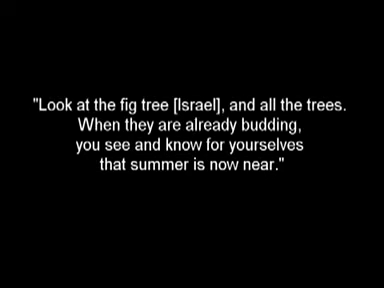 "Look at the fig tree [Israel], and all the trees.
When they are already budding,
you see and know for yourselves
that summer is now near."